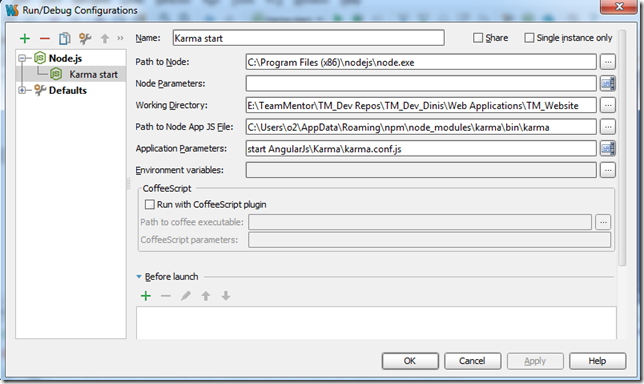 Run/Debug Configurations
»
Node.js
Karma start
Defaults
Name: Karma start Share Single instance only
Path to Node: C:\Program Files (x86)\nodejs\node.exe ...
Node Parameters:
Working Directory: E:\TeamMentor\TM_Dev Repos\TM_Dev_Dinis\Web Applications\TM_Website ...
Path to Node App JS File: C:\Users\o2\AppData\Roaming\npm\node_modules\karma\bin\karma ...
Application Parameters: start AngularJs\Karma\karma.conf.js
Environment variables: ...
CoffeeScript
Run with CoffeeScript plugin
Path to coffee executable: ...
CoffeeScript parameters:
Before launch
OK Cancel Apply Help